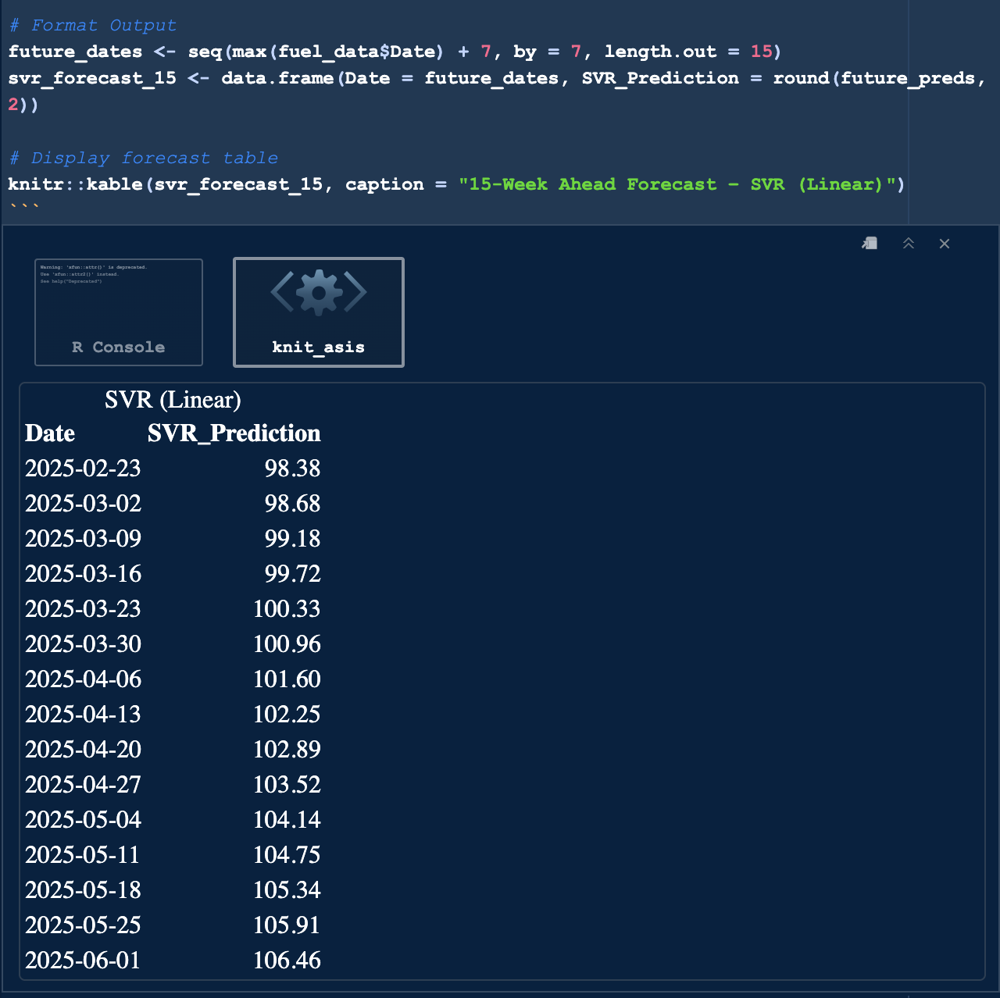 # Format Output
future_dates <- seq(max(fuel_data$Date) + 7, by = 7, length.out = 15)
svr_forecast_15 <- data.frame(Date = future_dates, SVR_Prediction = round(future_preds,
2))
# Display forecast table
knitr::kable(svr_forecast_15, caption = "15-Week Ahead Forecast – SVR (Linear)")
```
Warning: 'xfun::attr()' is deprecated.
Use 'xfun::attr2()' instead.
See help("Deprecated")
R Console
knit_asis
SVR (Linear)
Date SVR_Prediction
2025-02-23 98.38
2025-03-02 98.68
2025-03-09 99.18
2025-03-16 99.72
2025-03-23 100.33
2025-03-30 100.96
2025-04-06 101.60
2025-04-13 102.25
2025-04-20 102.89
2025-04-27 103.52
2025-05-04 104.14
2025-05-11 104.75
2025-05-18 105.34
2025-05-25 105.91
2025-06-01 106.46